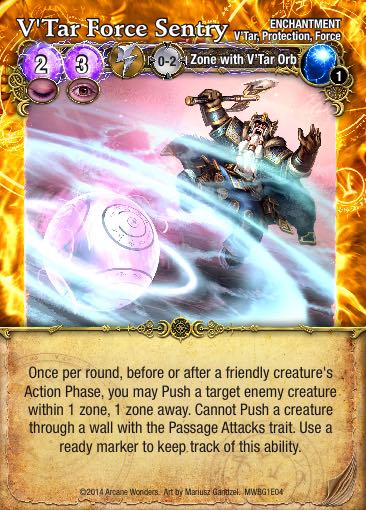 V'Tar Force Sentry
ENCHANTMENT
V'Tar, Protection, Force
2
3
0-2
Zone with V'Tar Orb
1
Once per round, before or after a friendly creature's
Action Phase, you may Push a target enemy creature
within 1 zone, 1 zone away. Cannot Push a creature
through a wall with the Passage Attacks trait. Use a
ready marker to keep track of this ability.
©2014 Arcane Wonders. Art by Mariusz Gandzel. MWBG1E04